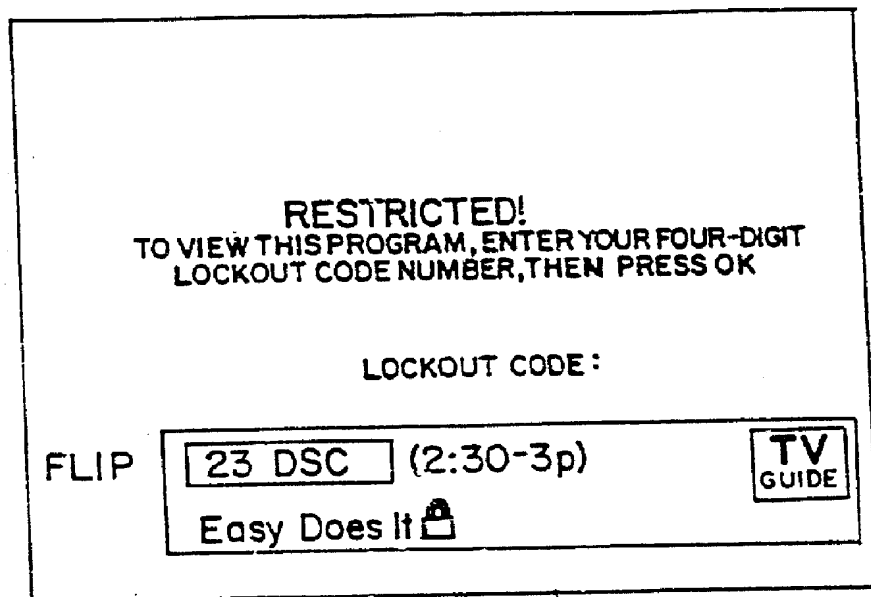 RESTRICTED!
TO VIEW THIS PROGRAM, ENTER YOUR FOUR-DIGIT
LOCKOUT CODE NUMBER, THEN PRESS OK
LOCKOUT CODE:
FLIP
23 DSC (2:30-3p)
TV
GUIDE
Easy Does It